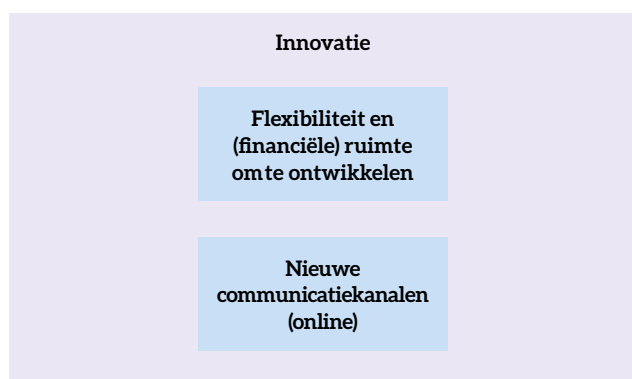 Innovatie
Flexibiliteit en
(financiële) ruimte
om te ontwikkelen
Nieuwe
communicatiekanalen
(online)